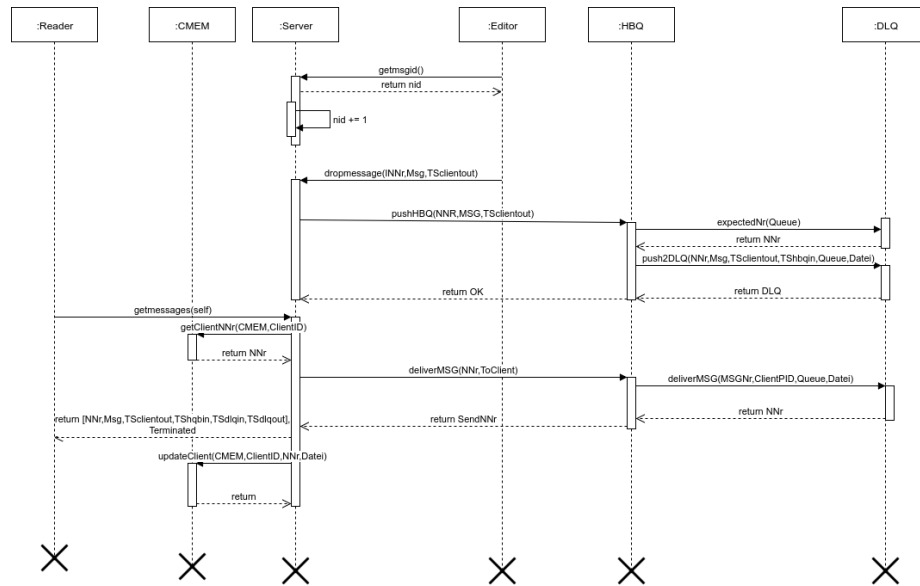 :Reader
:CMEM
:Server
:Editor
:HBQ
:DLQ
getmsgid()
return nid
nid += 1
dropmessage(INNr,Msg,TSclientout)
pushHBQ(NNR,MSG,TSclientout)
expectedNr(Queue)
return NNr
push2DLQ(NNr,Msg,TSclientout,TShbqin,Queue,Datei)
return DLQ
return OK
getmessages(self)
getClientNNr(CMEM,ClientID)
return NNr
deliverMSG(NNr,ToClient)
deliverMSG(MSGNr,ClientPID,Queue,Datei)
return NNr
return SendNNr
return [NNr,Msg,TSclientout,TShqbin,TSdlqin,TSdlqout],
Terminated
updateClient(CMEM,ClientID,NNr,Datei)
return